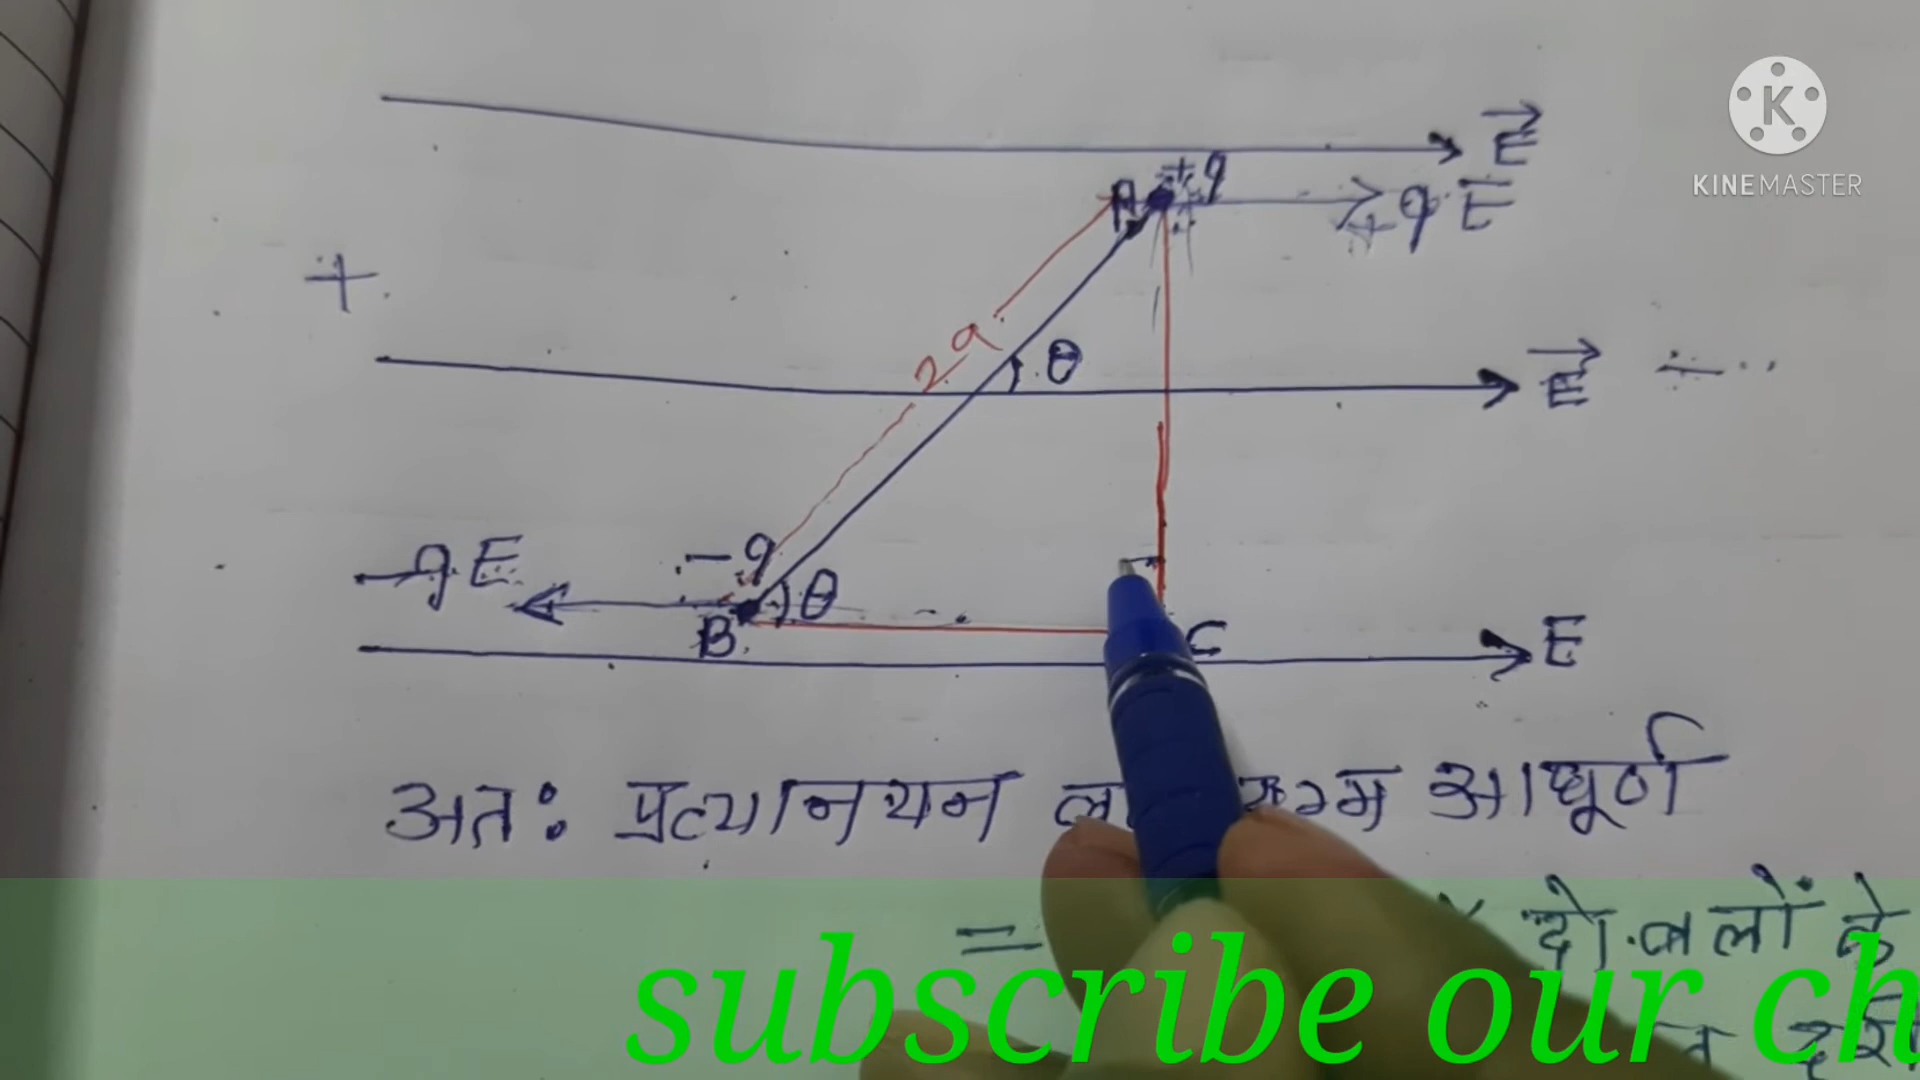 E
K
A +q
+qE
KINEMASTER
+
2a
θ
E
-qE
-q
θ
B
C
E
अतः प्रत्यानयन आघूर्ण
= दो बलों के
subscribe our ch